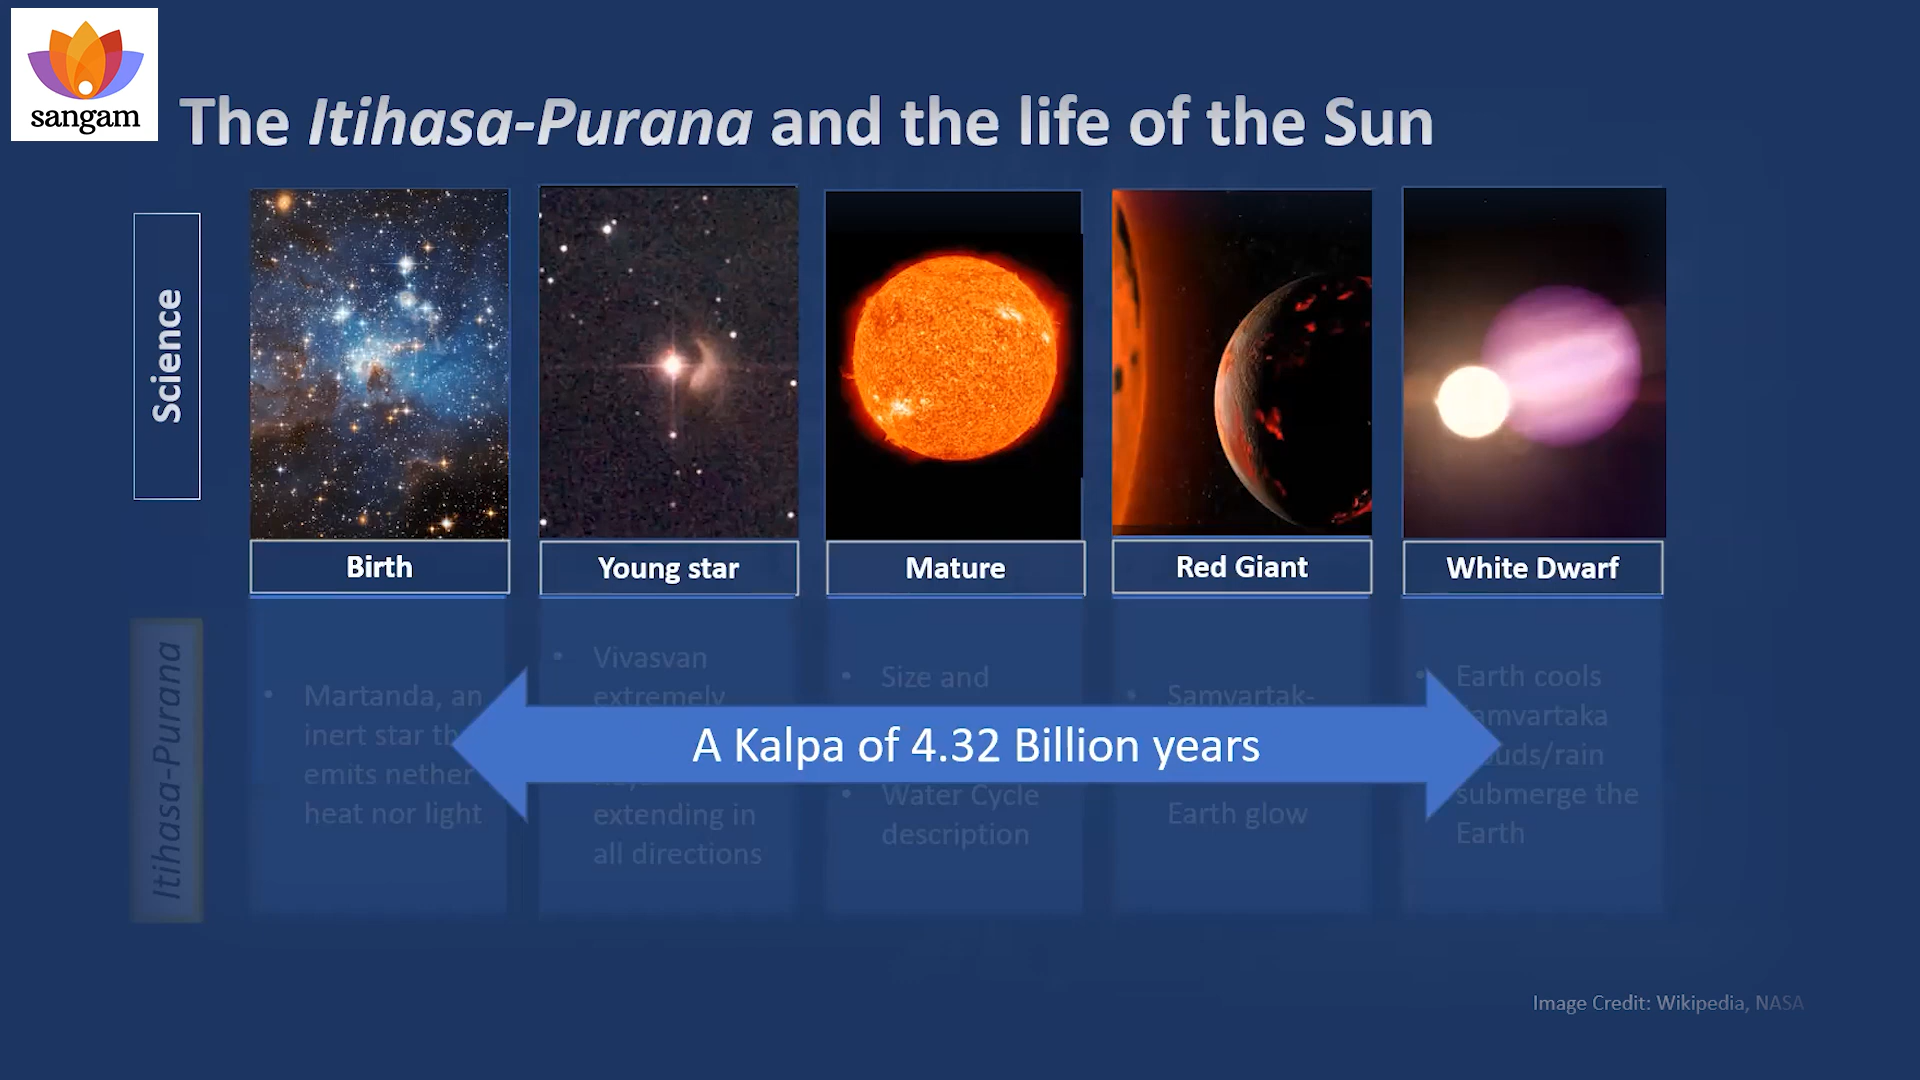 sangam
The Itihasa-Purana and the life of the Sun
Science
Birth
Young star
Mature
Red Giant
White Dwarf
Itihasa-Purana
• Martanda, an
inert star
emits nether
heat nor light
• Vivasvan
extremely
extending in
all directions
• Size and
• Water Cycle
description
• Samvartak-
Earth glow
• Earth cools
submerge the
Earth
A Kalpa of 4.32 Billion years
Image Credit: Wikipedia, NASA